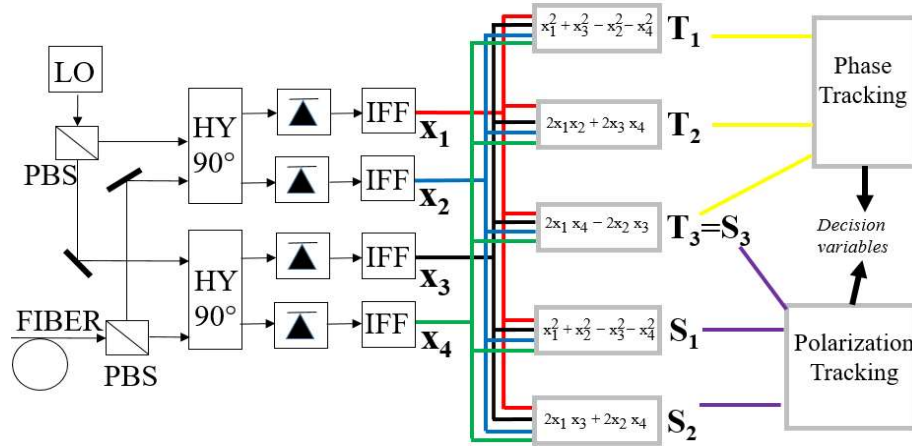 LO
PBS
HY
90°
IFF
x₁
IFF
x₂
HY
90°
IFF
x₃
IFF
x₄
FIBER
PBS
x₁² + x₃² − x₂² − x₄²
T₁
2x₁x₂ + 2x₃ x₄
T₂
2x₁ x₄ − 2x₂ x₃
T₃=S₃
x₁² + x₂² − x₃² − x₄²
S₁
2x₁ x₃ + 2x₂ x₄
S₂
Phase
Tracking
Decision
variables
Polarization
Tracking